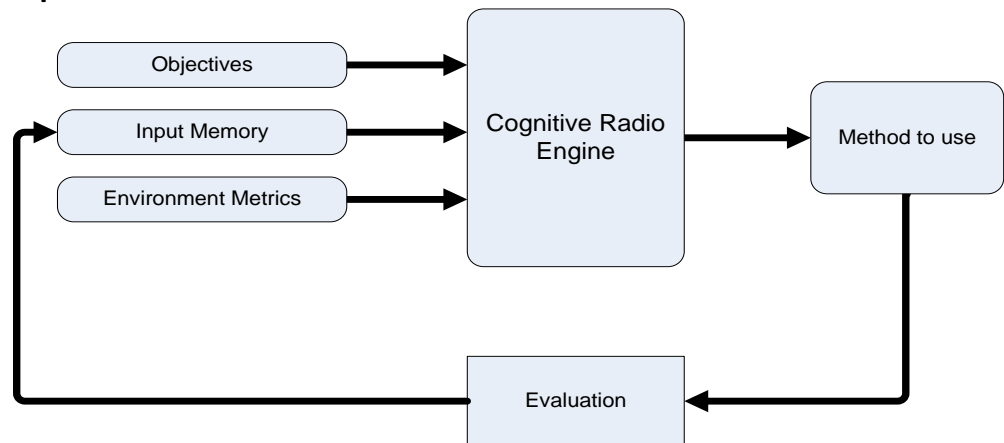 Objectives
Input Memory
Environment Metrics
Cognitive Radio
Engine
Method to use
Evaluation